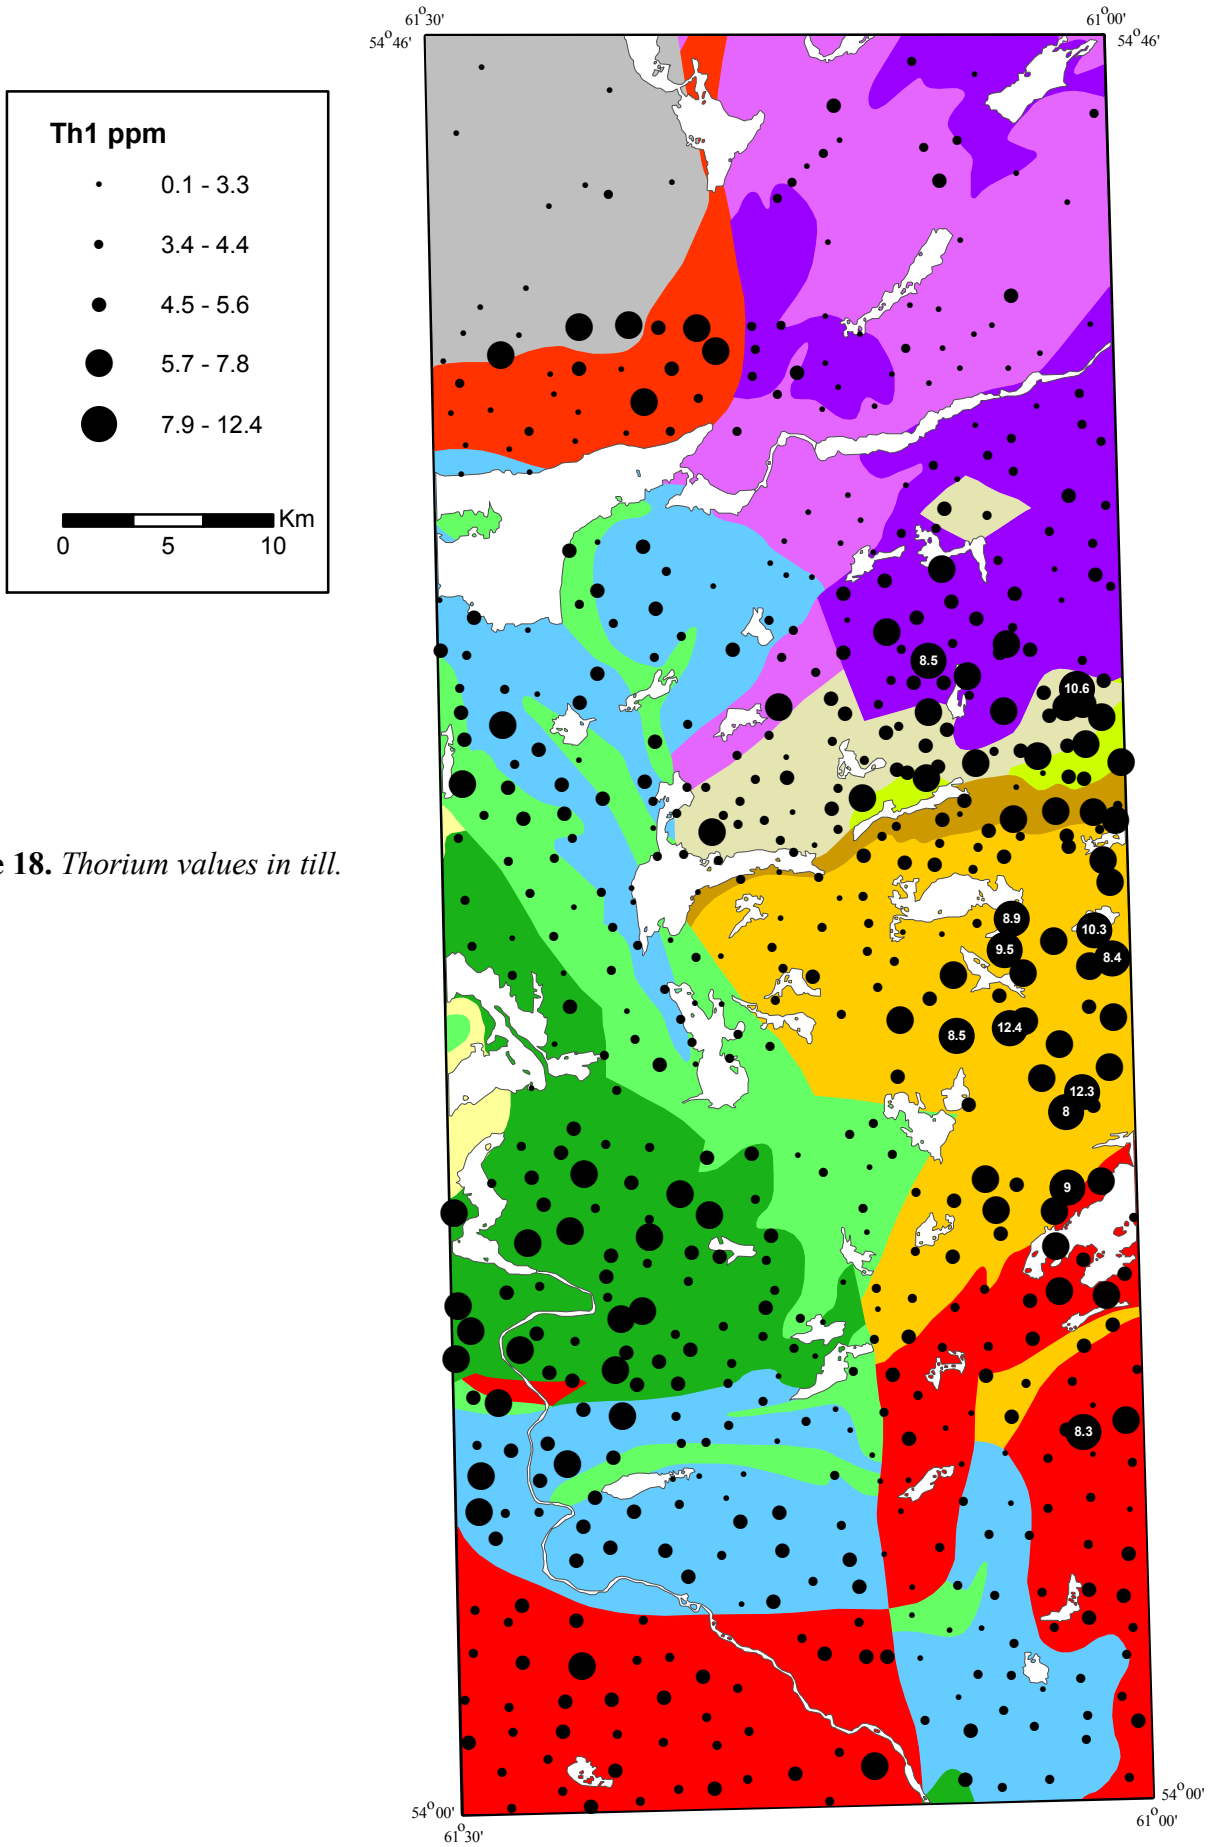 61°30'
61°00'
54°46'
54°46'
Th1 ppm
0.1 - 3.3
3.4 - 4.4
4.5 - 5.6
5.7 - 7.8
7.9 - 12.4
Km
0 5 10
8.5
10.6
e 18. Thorium values in till.
8.9
10.3
9.5
8.4
12.4
8.5
12.3
8
9
8.3
54°00'
54°00'
61°00'
61°30'